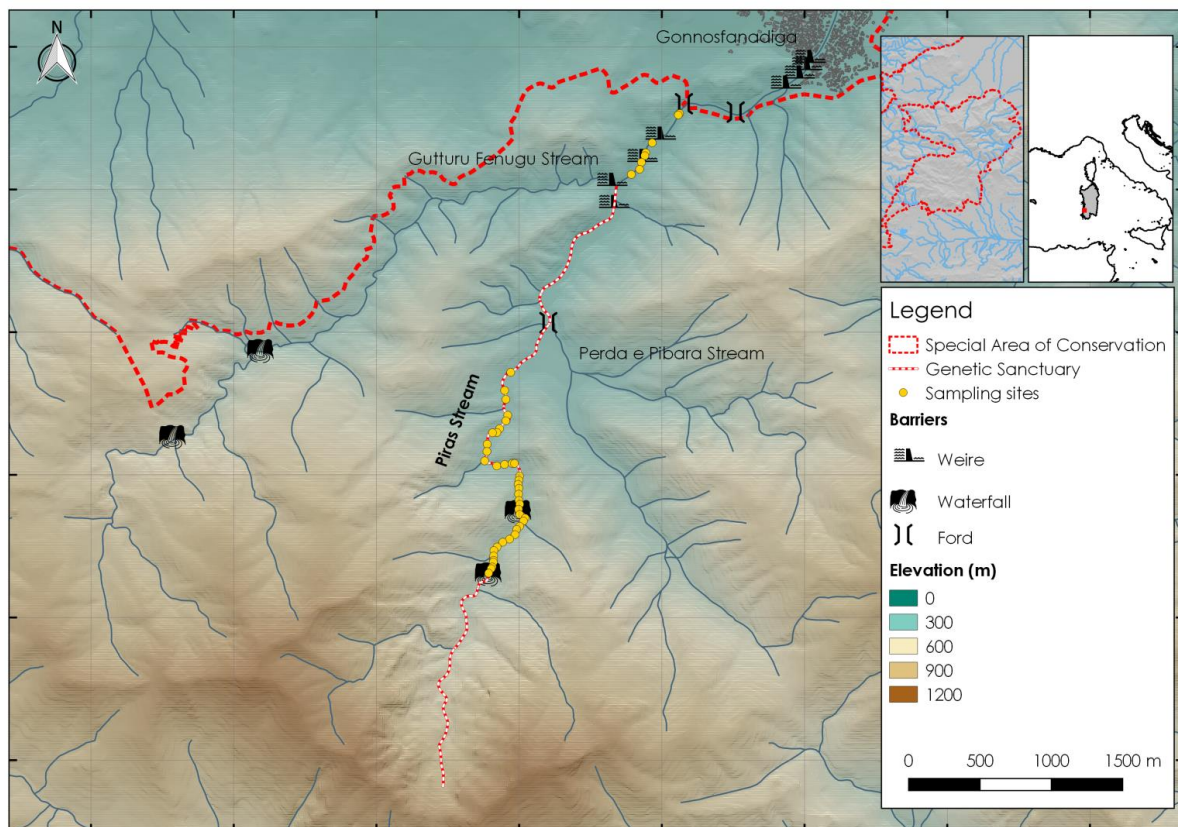 N
Gonnosfanadiga
Gutturu Fenugu Stream
Perda e Pibara Stream
Piras Stream
Legend
Special Area of Conservation
Genetic Sanctuary
Sampling sites
Barriers
Weire
Waterfall
Ford
Elevation (m)
0
300
600
900
1200
0 500 1000 1500 m